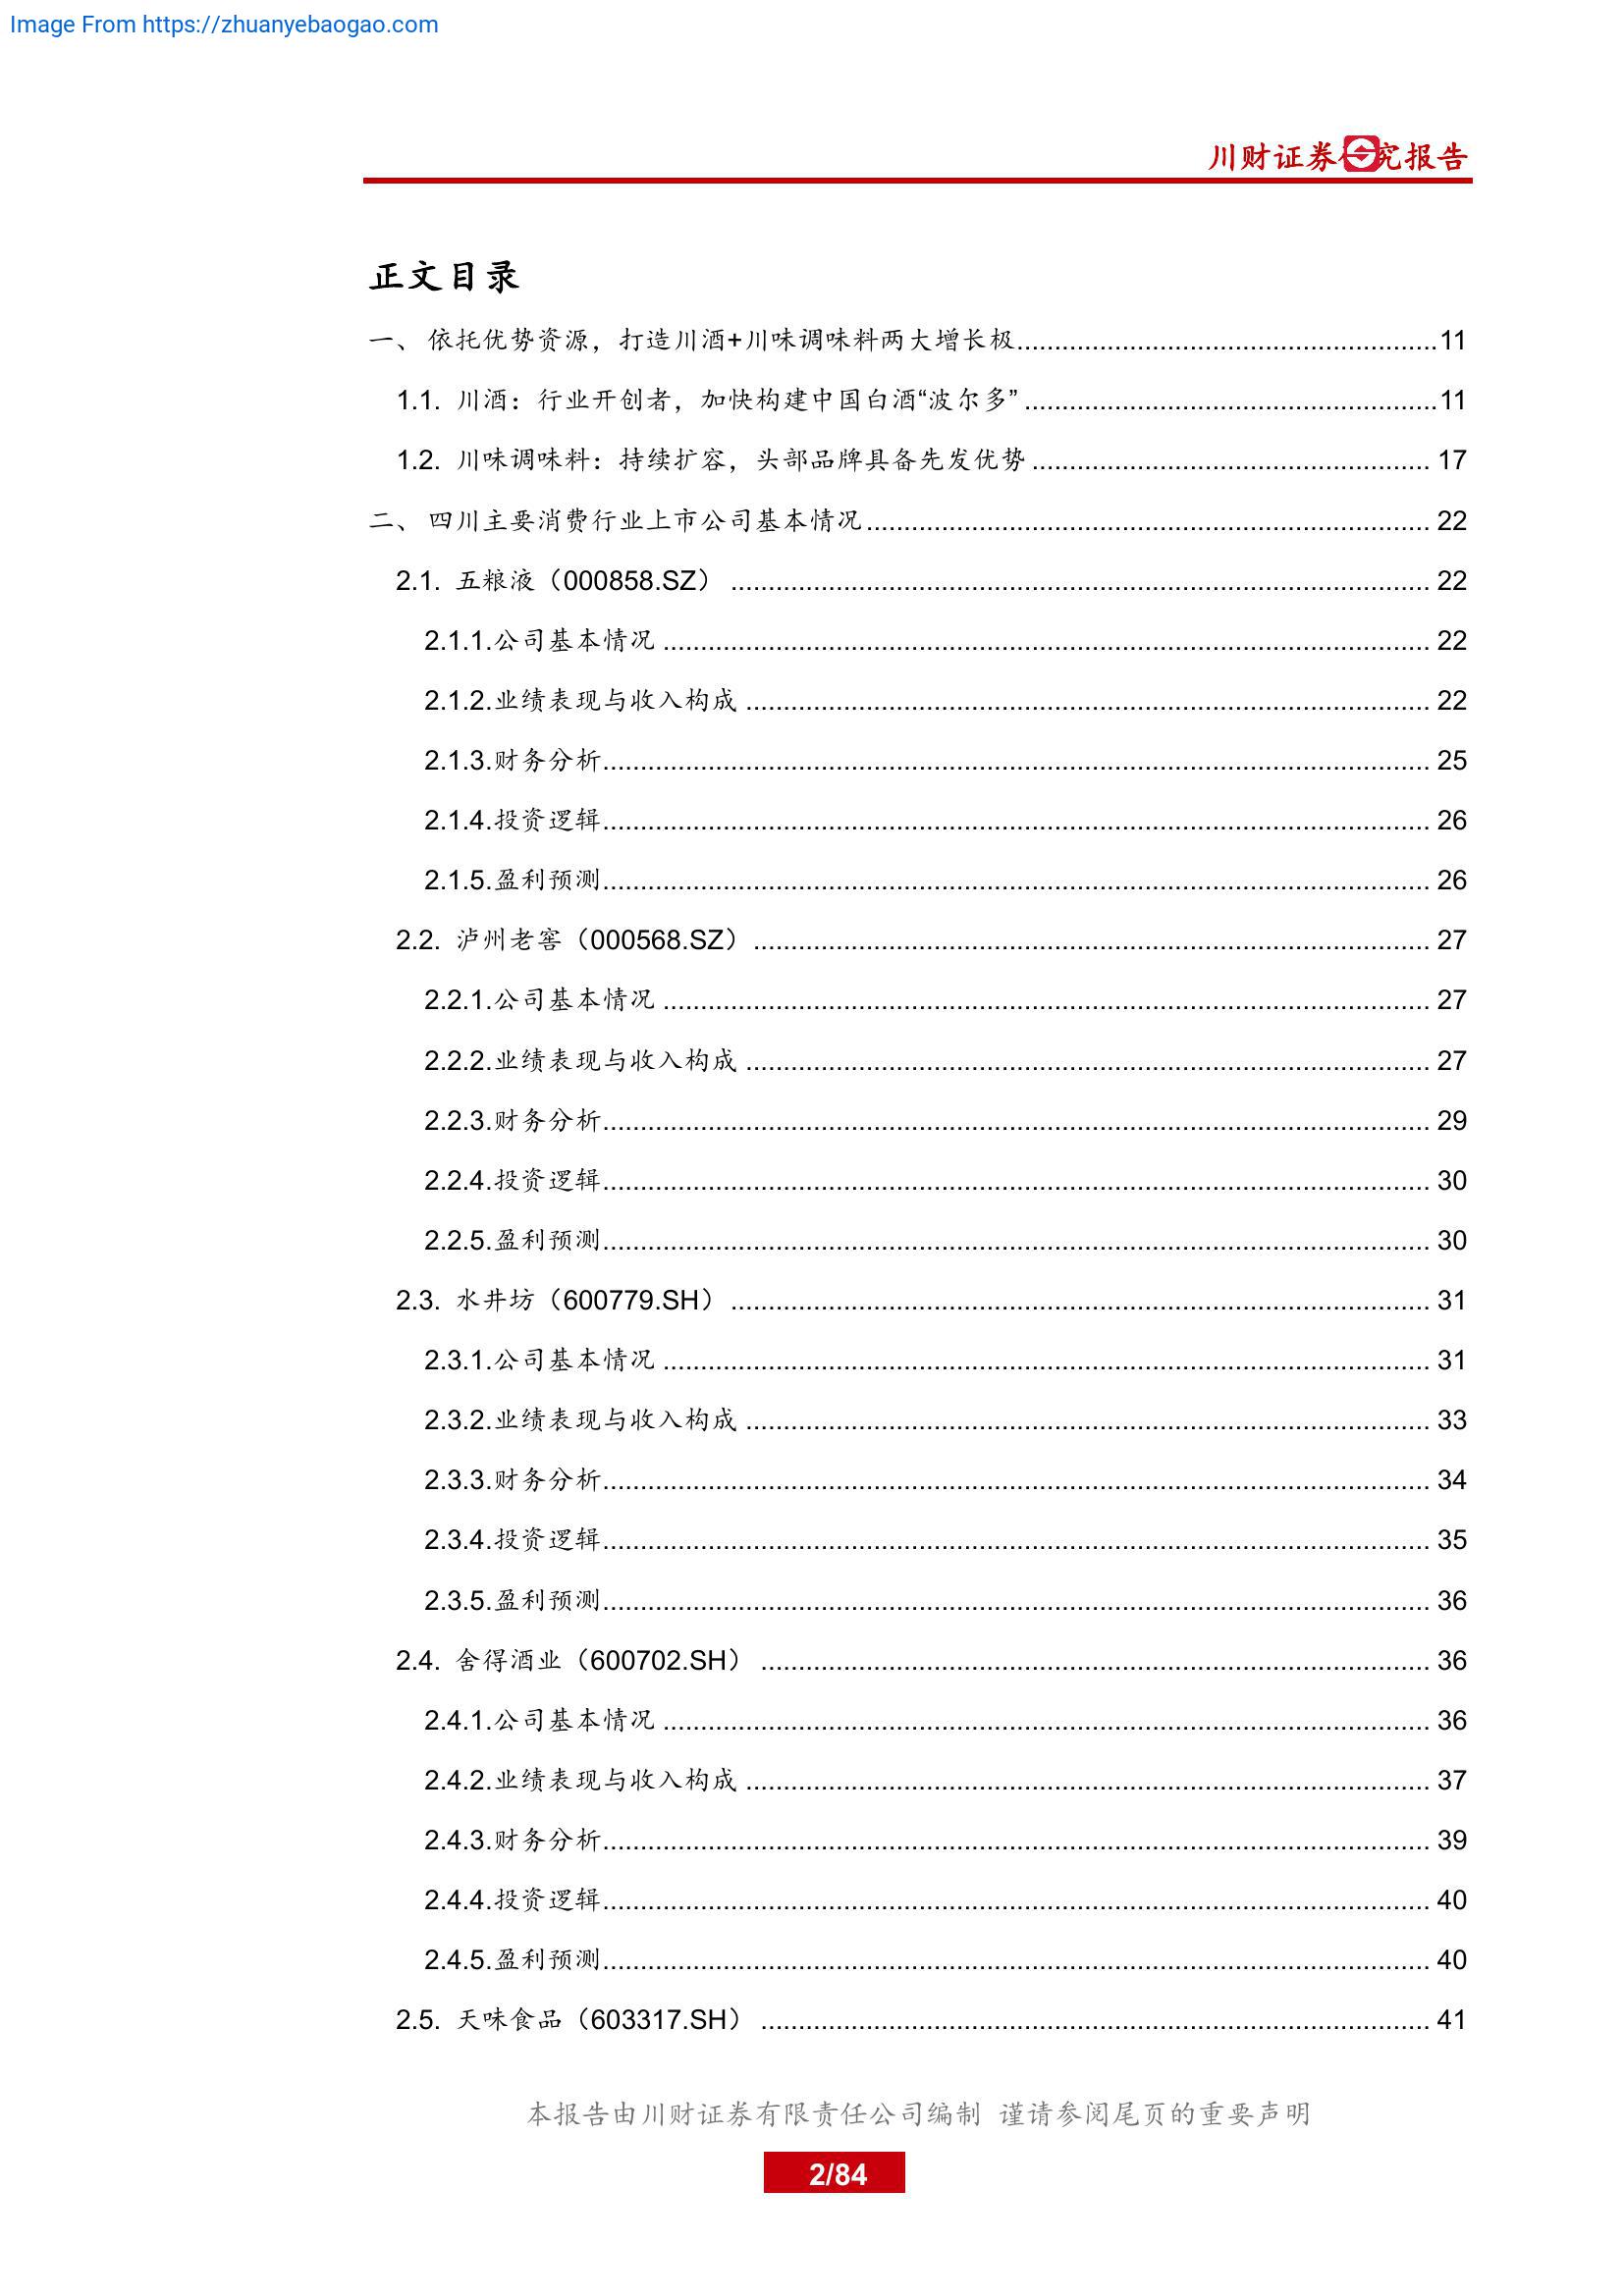 Image From https://zhuanyebaogao.com
川财证券研究报告
正文目录
一、 依托优势资源，打造川酒+川味调味料两大增长极........................................................11
1.1. 川酒：行业开创者，加快构建中国白酒“波尔多” .......................................................11
1.2. 川味调味料：持续扩容，头部品牌具备先发优势 ..................................................... 17
二、 四川主要消费行业上市公司基本情况........................................................................... 22
2.1. 五粮液（000858.SZ） ............................................................................................. 22
2.1.1.公司基本情况 ...................................................................................................... 22
2.1.2.业绩表现与收入构成 ........................................................................................... 22
2.1.3.财务分析.............................................................................................................. 25
2.1.4.投资逻辑.............................................................................................................. 26
2.1.5.盈利预测.............................................................................................................. 26
2.2. 泸州老窖（000568.SZ）.......................................................................................... 27
2.2.1.公司基本情况 ...................................................................................................... 27
2.2.2.业绩表现与收入构成 ........................................................................................... 27
2.2.3.财务分析.............................................................................................................. 29
2.2.4.投资逻辑.............................................................................................................. 30
2.2.5.盈利预测.............................................................................................................. 30
2.3. 水井坊（600779.SH） ............................................................................................. 31
2.3.1.公司基本情况 ...................................................................................................... 31
2.3.2.业绩表现与收入构成 ........................................................................................... 33
2.3.3.财务分析.............................................................................................................. 34
2.3.4.投资逻辑.............................................................................................................. 35
2.3.5.盈利预测.............................................................................................................. 36
2.4. 舍得酒业（600702.SH） ......................................................................................... 36
2.4.1.公司基本情况 ...................................................................................................... 36
2.4.2.业绩表现与收入构成 ........................................................................................... 37
2.4.3.财务分析.............................................................................................................. 39
2.4.4.投资逻辑.............................................................................................................. 40
2.4.5.盈利预测.............................................................................................................. 40
2.5. 天味食品（603317.SH） ......................................................................................... 41
本报告由川财证券有限责任公司编制 谨请参阅尾页的重要声明
2/84